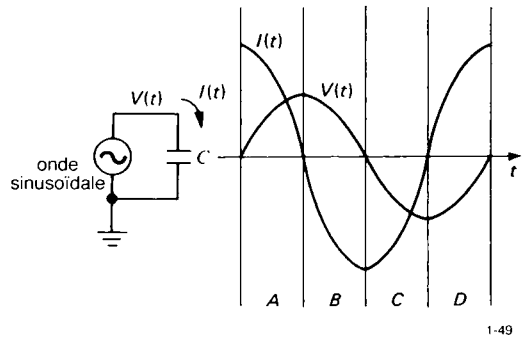 I(t)
V(t)
I(t)
V(t)
onde
sinusoïdale
C
t
A
B
C
D
1-49